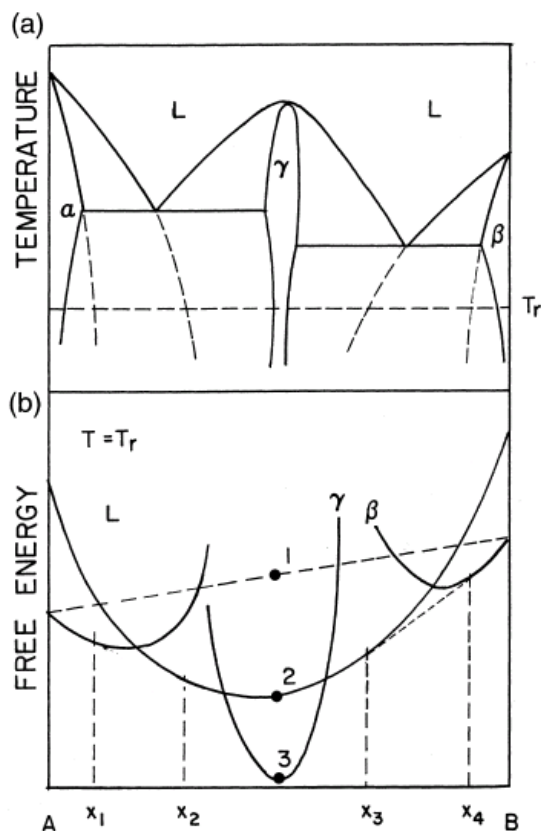 (a)
TEMPERATURE
L
L
γ
α
β
Tr
(b)
T = Tr
FREE ENERGY
L
γ
β
1
2
3
A
x1
x2
x3
x4
B